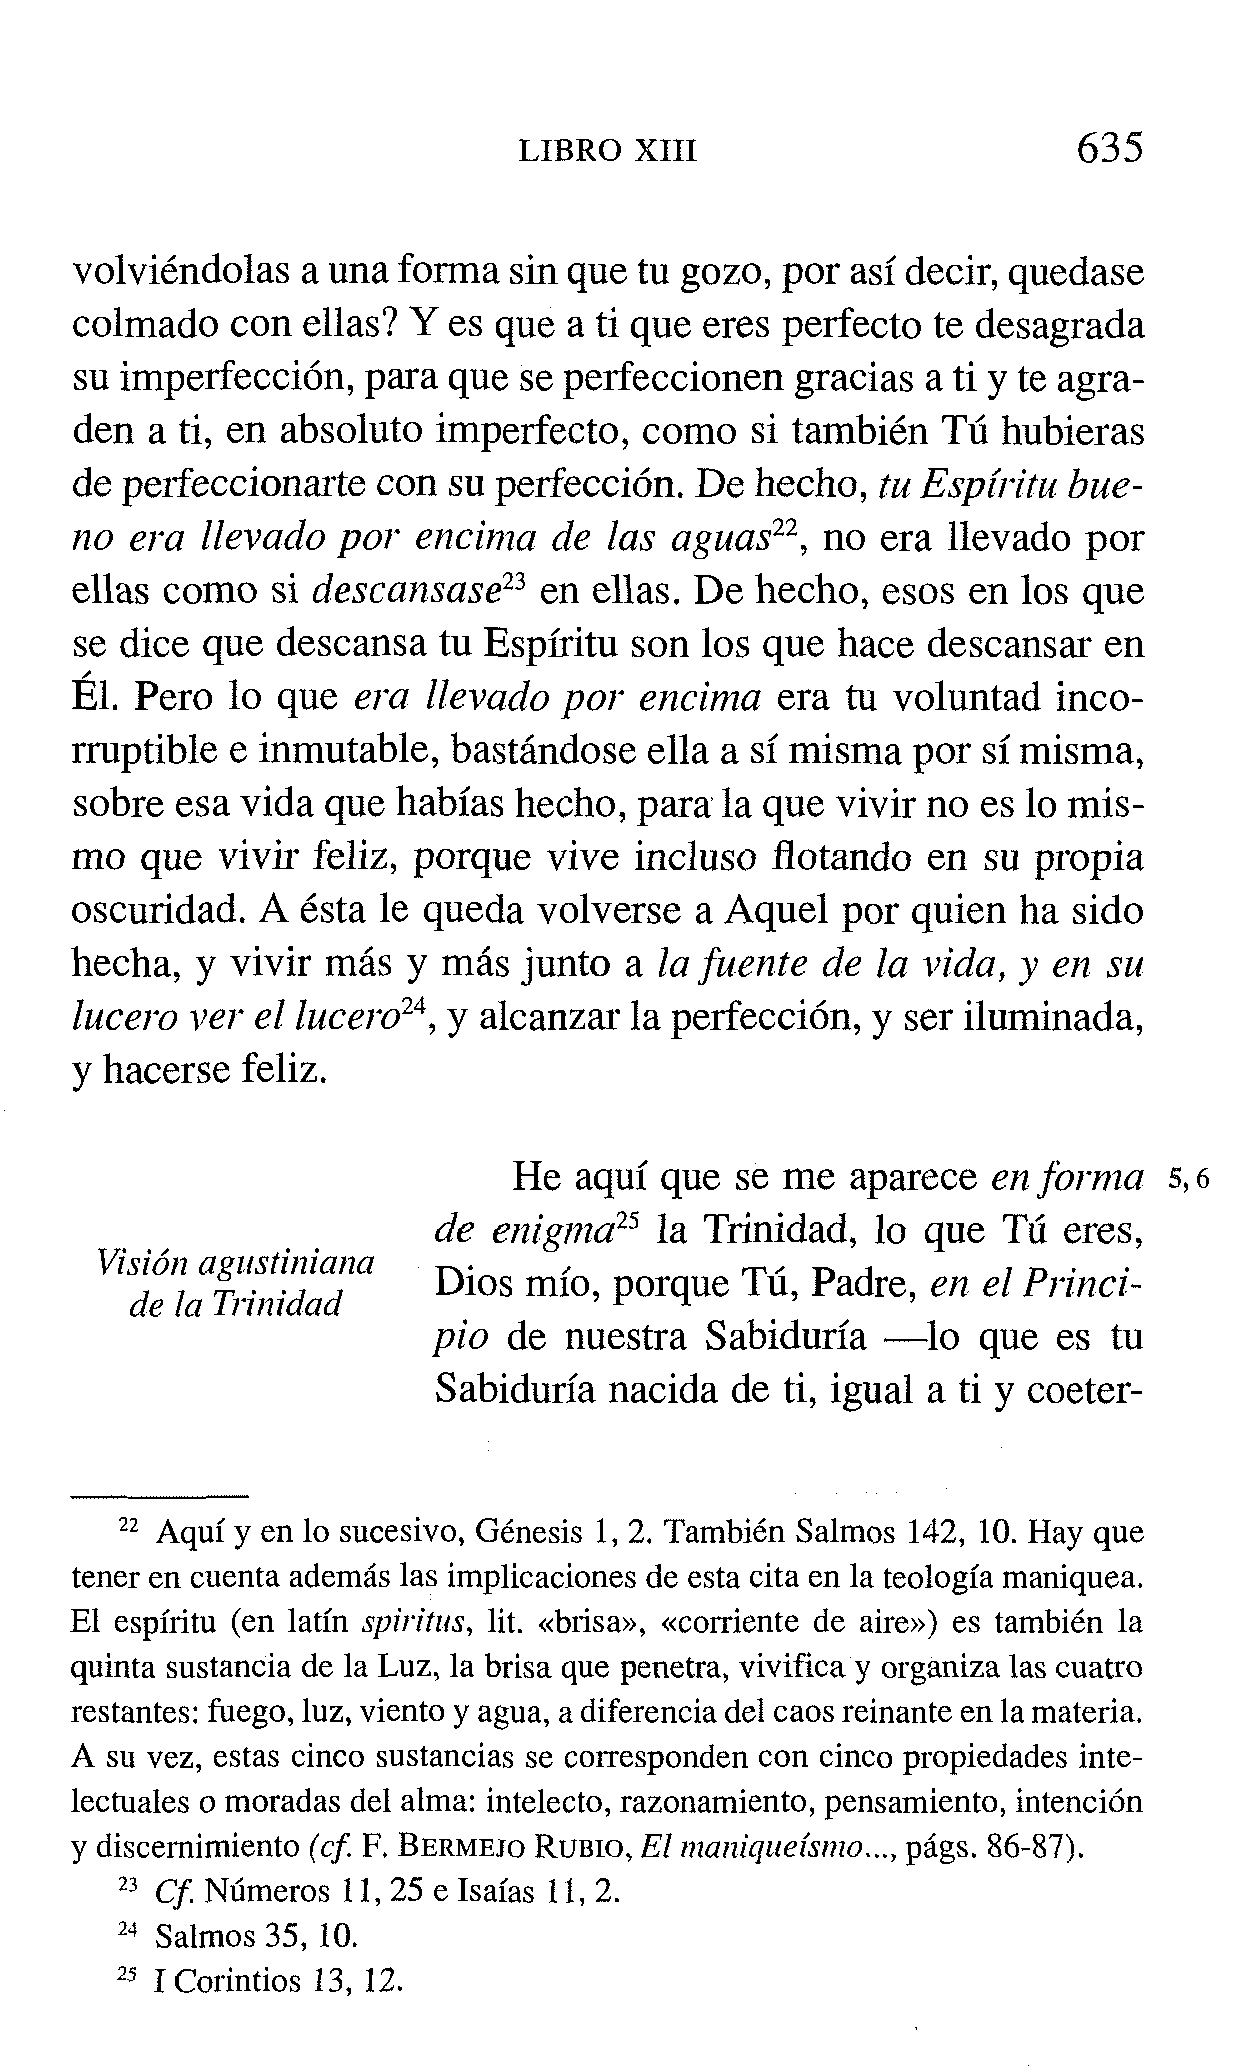 LIBRO XIII 635
volviéndolas a una forma sin que tu gozo, por así decir, quedase
colmado con ellas? Y es que a ti que eres perfecto te desagrada
su imperfección, para que se perfeccionen gracias a ti y te agra-
den a ti, en absoluto imperfecto, como si también Tú hubieras
de perfeccionarte con su perfección. De hecho, tu Espíritu bue-
no era llevado por encima de las aguas²², no era llevado por
ellas como si descansase²³ en ellas. De hecho, esos en los que
se dice que descansa tu Espíritu son los que hace descansar en
Él. Pero lo que era llevado por encima era tu voluntad inco-
rruptible e inmutable, bastándose ella a sí misma por sí misma,
sobre esa vida que habías hecho, para la que vivir no es lo mis-
mo que vivir feliz, porque vive incluso flotando en su propia
oscuridad. A ésta le queda volverse a Aquel por quien ha sido
hecha, y vivir más y más junto a la fuente de la vida, y en su
lucero ver el lucero²⁴, y alcanzar la perfección, y ser iluminada,
y hacerse feliz.
Visión agustiniana
de la Trinidad
He aquí que se me aparece en forma 5, 6
de enigma²⁵ la Trinidad, lo que Tú eres,
Dios mío, porque Tú, Padre, en el Princi-
pio de nuestra Sabiduría —lo que es tu
Sabiduría nacida de ti, igual a ti y coeter-
²² Aquí y en lo sucesivo, Génesis 1, 2. También Salmos 142, 10. Hay que
tener en cuenta además las implicaciones de esta cita en la teología maniquea.
El espíritu (en latín spiritus, lit. «brisa», «corriente de aire») es también la
quinta sustancia de la Luz, la brisa que penetra, vivifica y organiza las cuatro
restantes: fuego, luz, viento y agua, a diferencia del caos reinante en la materia.
A su vez, estas cinco sustancias se corresponden con cinco propiedades inte-
lectuales o moradas del alma: intelecto, razonamiento, pensamiento, intención
y discernimiento (cf. F. BERMEJO RUBIO, El maniqueísmo..., págs. 86-87).
²³ Cf. Números 11, 25 e Isaías 11, 2.
²⁴ Salmos 35, 10.
²⁵ I Corintios 13, 12.